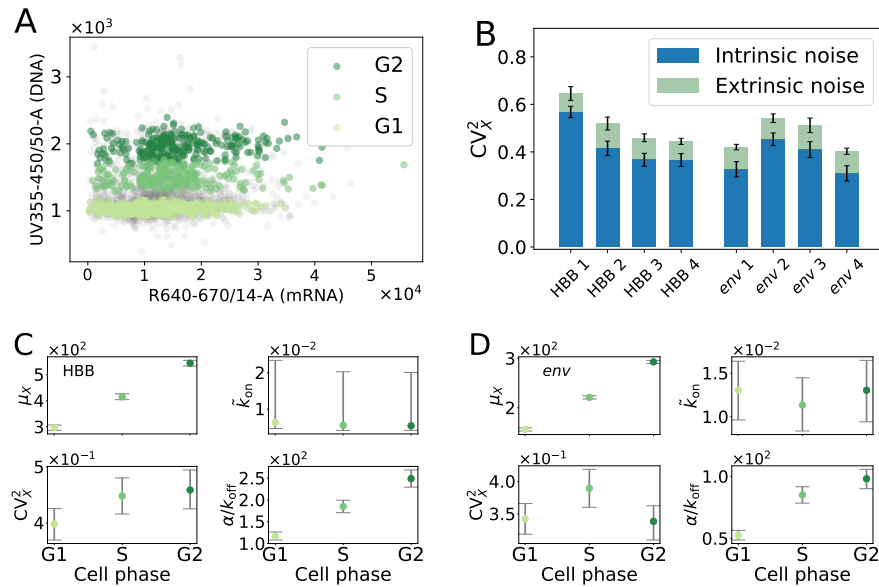 A
×10³
UV355-450/50-A (DNA)
3
2
1
G2
S
G1
0 1 2 3 4 5
R640-670/14-A (mRNA)
×10⁴
B
CV²X
0.8
0.6
0.4
0.2
0.0
Intrinsic noise
Extrinsic noise
HBB 1 HBB 2 HBB 3 HBB 4 env 1 env 2 env 3 env 4
C
×10²
HBB
μX
5
4
3
×10⁻²
k̃on
2
1
×10⁻¹
CV²X
5
4
G1 S G2
Cell phase
×10²
α/koff
2.5
2.0
1.5
1.0
G1 S G2
Cell phase
D
×10²
env
μX
3
2
×10⁻²
k̃on
1.5
1.0
×10⁻¹
CV²X
4.0
3.5
G1 S G2
Cell phase
×10²
α/koff
1.0
0.5
G1 S G2
Cell phase